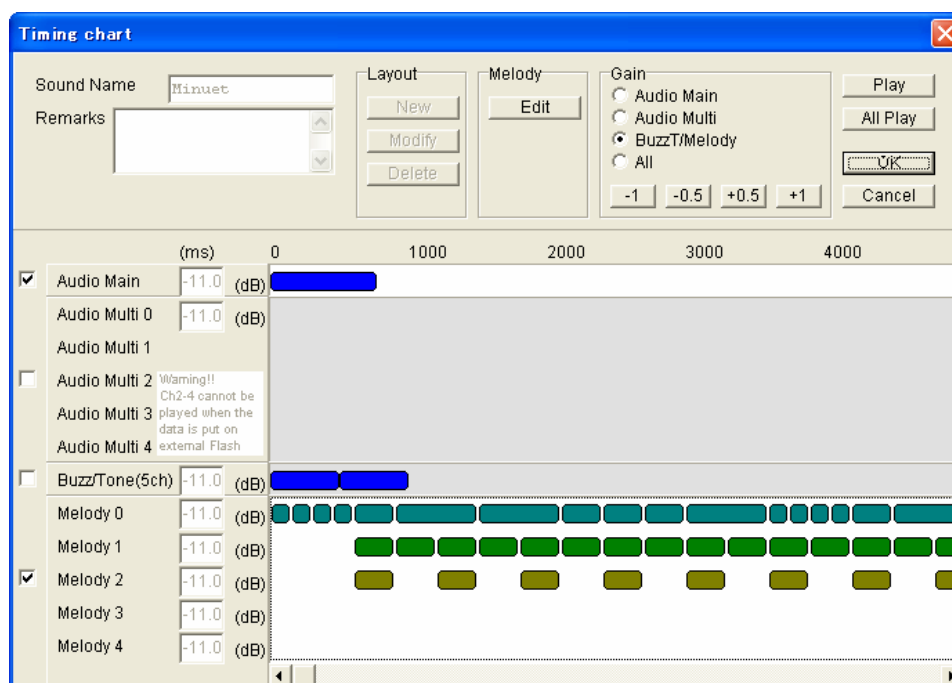 Timing chart
Sound Name
Minuet
Remarks
Layout
New
Modify
Delete
Melody
Edit
Gain
Audio Main
Audio Multi
BuzzT/Melody
All
-1 -0.5 +0.5 +1
Play
All Play
OK
Cancel
(ms) 0 1000 2000 3000 4000
Audio Main -11.0 (dB)
Audio Multi 0 -11.0 (dB)
Audio Multi 1
Audio Multi 2
Audio Multi 3
Audio Multi 4
Warning!!
Ch2-4 cannot be
played when the
data is put on
external Flash
Buzz/Tone(5ch) -11.0 (dB)
Melody 0 -11.0 (dB)
Melody 1 -11.0 (dB)
Melody 2 -11.0 (dB)
Melody 3 -11.0 (dB)
Melody 4 -11.0 (dB)